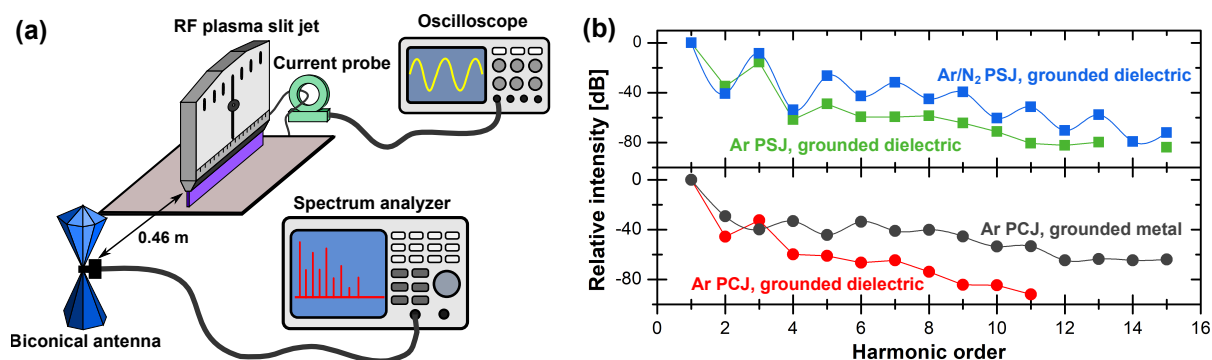 (a)
RF plasma slit jet
Current probe
Oscilloscope
0.46 m
Spectrum analyzer
Biconical antenna
(b)
Relative intensity [dB]
0
-40
-80
Ar/N₂ PSJ, grounded dielectric
Ar PSJ, grounded dielectric
0
-40
-80
Ar PCJ, grounded metal
Ar PCJ, grounded dielectric
0 2 4 6 8 10 12 14 16
Harmonic order